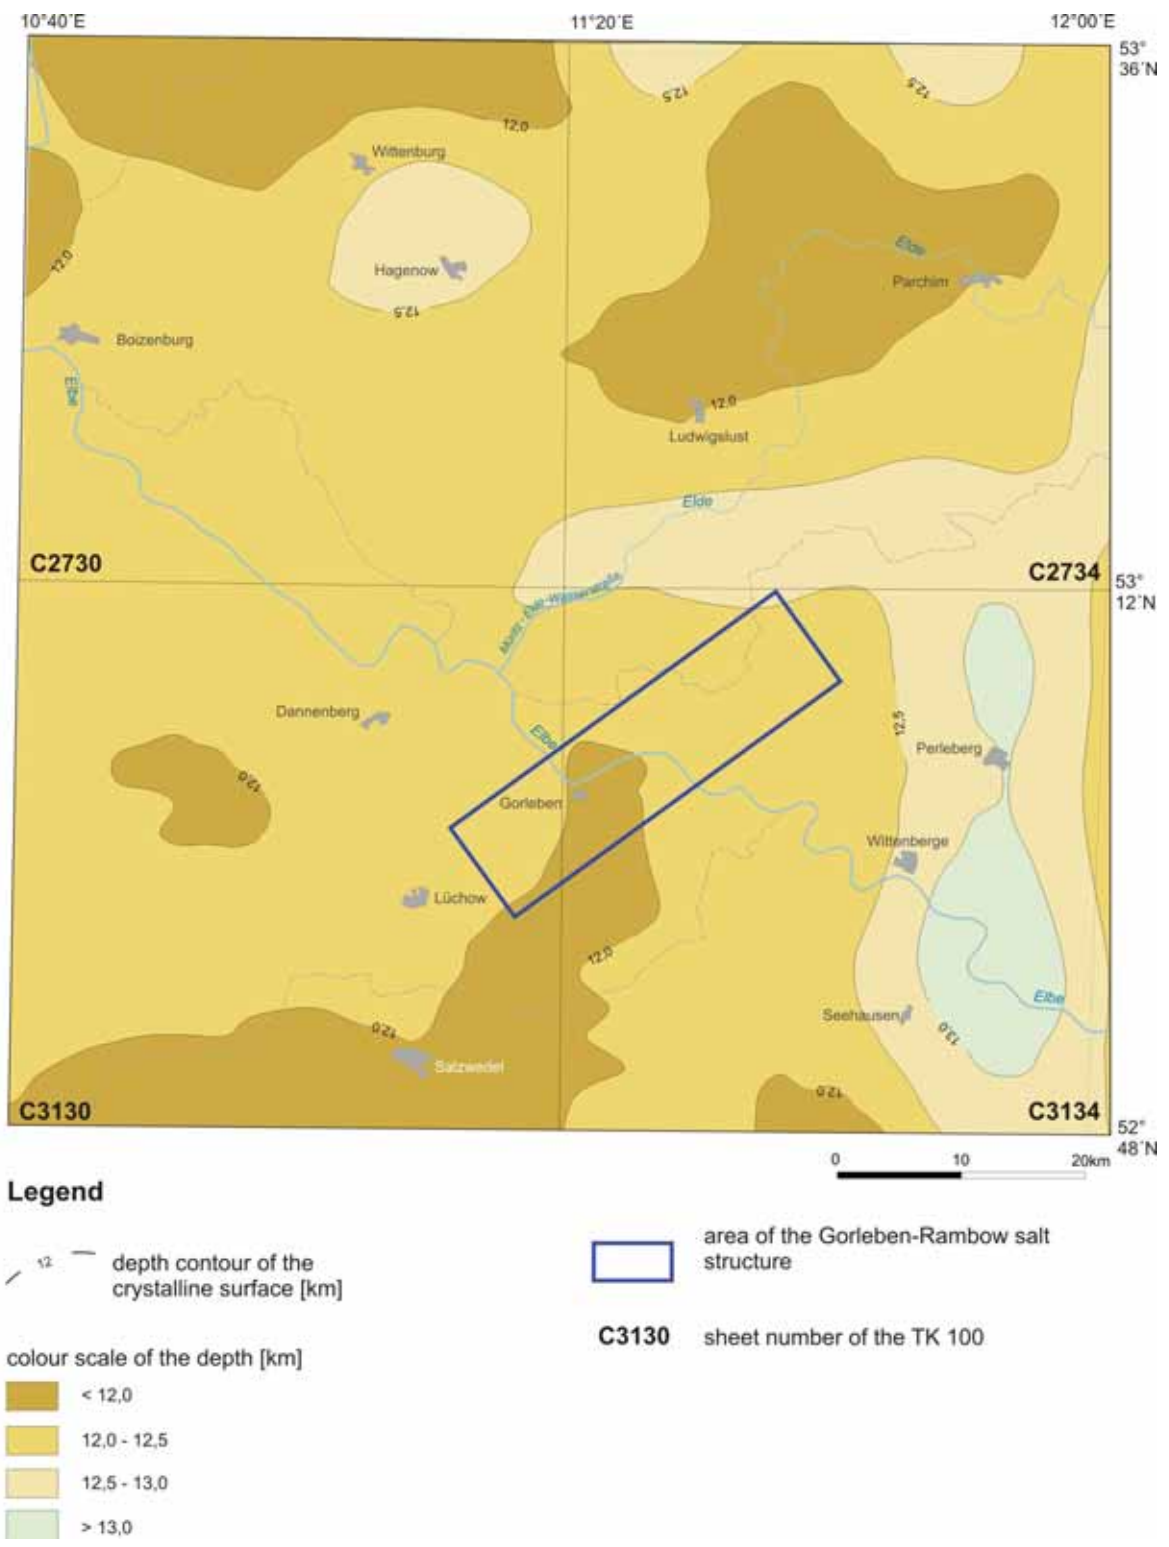 10°40´E 11°20´E 12°00´E
53°
36´N
12,5
12,5
12,0
Wittenburg
Elde
12,0
Hagenow
Parchim
12,5
Boizenburg
Elbe
12,0
Ludwigslust
Elde
C2730
C2734
53°
12´N
Müritz-Elde-Wasserstraße
Dannenberg
12,5
Elbe
Perleberg
12,0
Gorleben
Wittenberge
Lüchow
12,0
Elbe
Seehausen
12,0
13,0
Salzwedel
12,0
C3130
C3134
52°
48´N
0 10 20km
Legend
area of the Gorleben-Rambow salt
structure
12
depth contour of the
crystalline surface [km]
C3130 sheet number of the TK 100
colour scale of the depth [km]
< 12,0
12,0 - 12,5
12,5 - 13,0
> 13,0